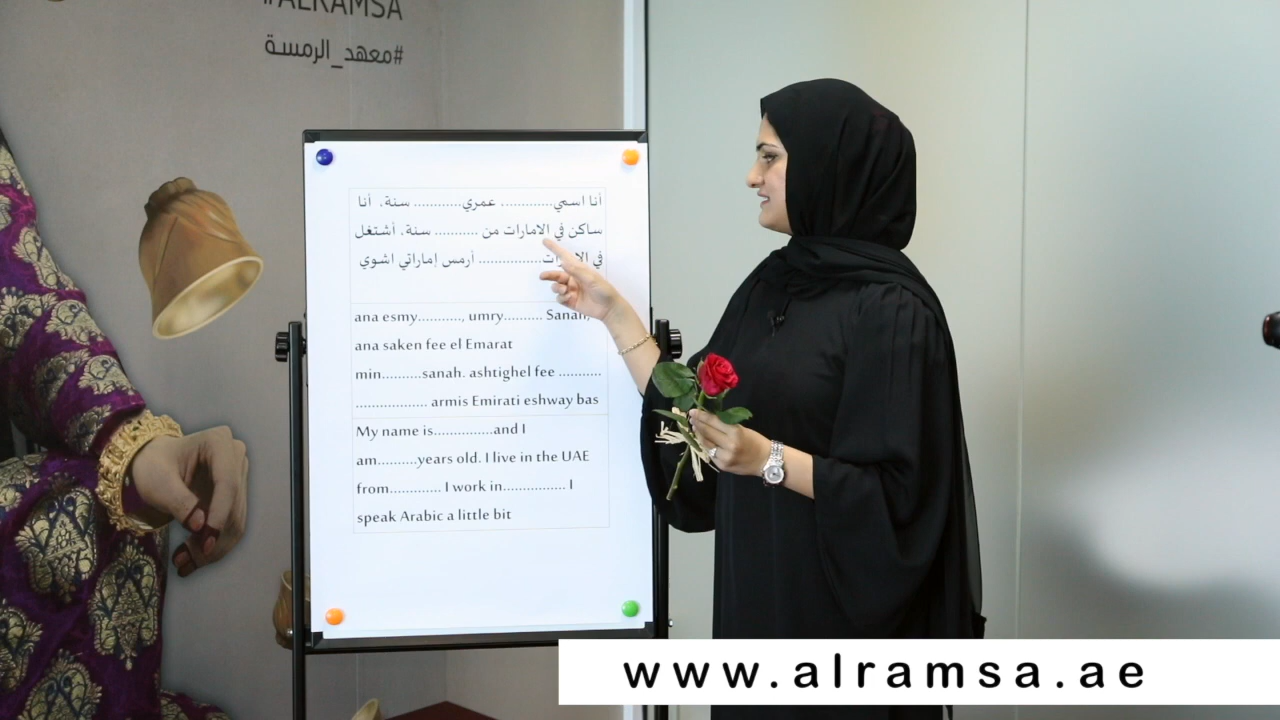 #ALRAMSA
#معهد_الرمسة
أنا اسمي............ عمري............ سنة، أنا
ساكن في الامارات من ........... سنة، أشتغل
في ................ أرمس إماراتي اشوي
ana esmy..........., umry.......... Sanah,
ana saken fee el Emarat
min..........sanah. ashtighel fee ...........
.................. armis Emirati eshway bas
My name is...............and I
am..........years old. I live in the UAE
from............. I work in................ I
speak Arabic a little bit
www.alramsa.ae